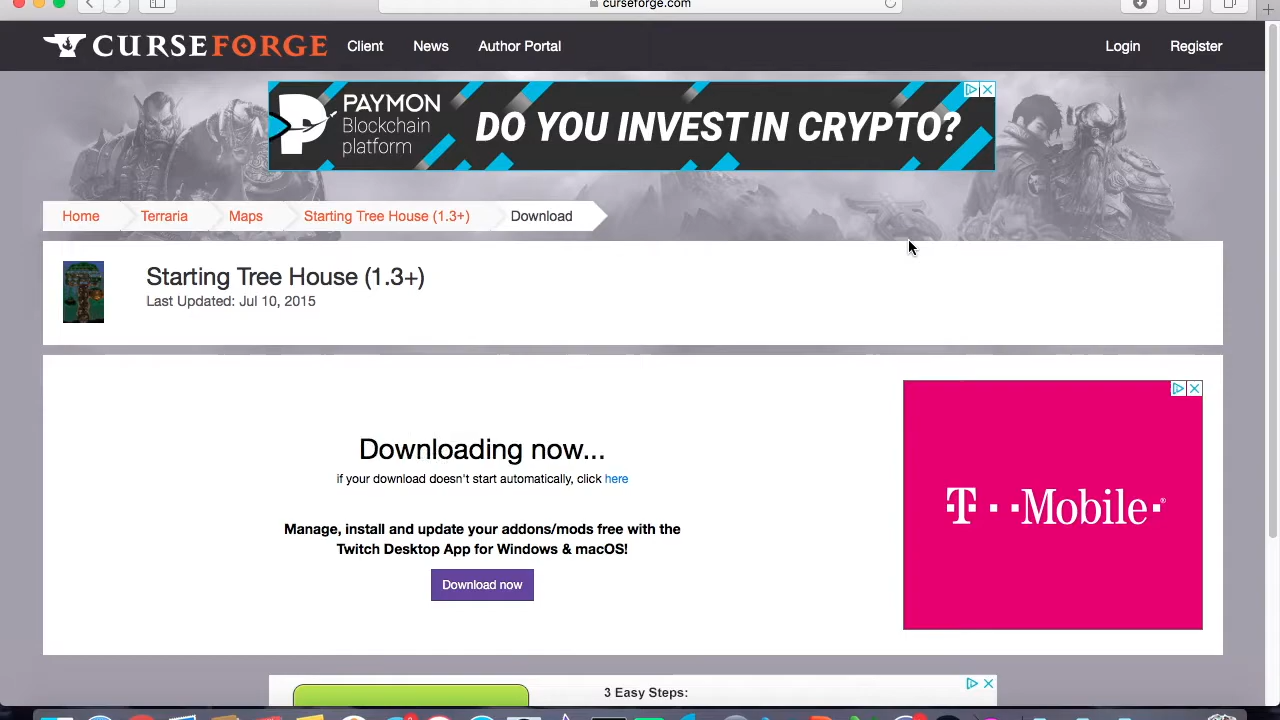 curseforge.com
CURSEFORGE Client News Author Portal Login Register
PAYMON
Blockchain
platform
DO YOU INVEST IN CRYPTO?
Home Terraria Maps Starting Tree House (1.3+) Download
Starting Tree House (1.3+)
Last Updated: Jul 10, 2015
Downloading now...
if your download doesn't start automatically, click here
Manage, install and update your addons/mods free with the
Twitch Desktop App for Windows & macOS!
Download now
T··Mobile·®
3 Easy Steps: